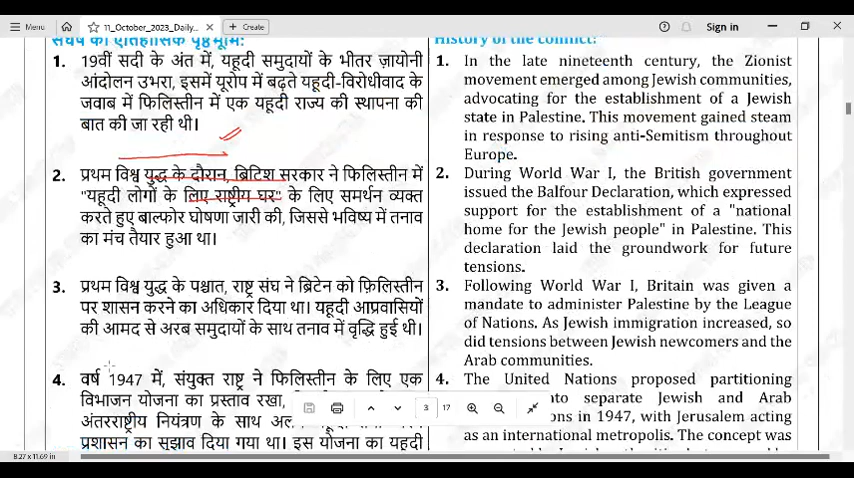 Menu
11_October_2023_Daily...
+ Create
Sign in
संघर्ष की ऐतिहासिक पृष्ठभूमि:
1. 19वीं सदी के अंत में, यहूदी समुदायों के भीतर ज़ायोनी
आंदोलन उभरा, इसमें यूरोप में बढ़ते यहूदी-विरोधीवाद के
जवाब में फिलिस्तीन में एक यहूदी राज्य की स्थापना की
बात की जा रही थी।
2. प्रथम विश्व युद्ध के दौरान, ब्रिटिश सरकार ने फिलिस्तीन में
"यहूदी लोगों के लिए राष्ट्रीय घर" के लिए समर्थन व्यक्त
करते हुए बाल्फोर घोषणा जारी की, जिससे भविष्य में तनाव
का मंच तैयार हुआ था।
3. प्रथम विश्व युद्ध के पश्चात, राष्ट्र संघ ने ब्रिटेन को फ़िलिस्तीन
पर शासन करने का अधिकार दिया था। यहूदी आप्रवासियों
की आमद से अरब समुदायों के साथ तनाव में वृद्धि हुई थी।
4. वर्ष 1947 में, संयुक्त राष्ट्र ने फिलिस्तीन के लिए एक
विभाजन योजना का प्रस्ताव रखा,
अंतरराष्ट्रीय नियंत्रण के साथ
प्रशासन का सुझाव दिया गया था। इस योजना का यहूदी
History of the conflict:
1. In the late nineteenth century, the Zionist
movement emerged among Jewish communities,
advocating for the establishment of a Jewish
state in Palestine. This movement gained steam
in response to rising anti-Semitism throughout
Europe.
2. During World War I, the British government
issued the Balfour Declaration, which expressed
support for the establishment of a "national
home for the Jewish people" in Palestine. This
declaration laid the groundwork for future
tensions.
3. Following World War I, Britain was given a
mandate to administer Palestine by the League
of Nations. As Jewish immigration increased, so
did tensions between Jewish newcomers and the
Arab communities.
4. The United Nations proposed partitioning
separate Jewish and Arab
in 1947, with Jerusalem acting
as an international metropolis. The concept was
3 17
8.27 x 11.69 in